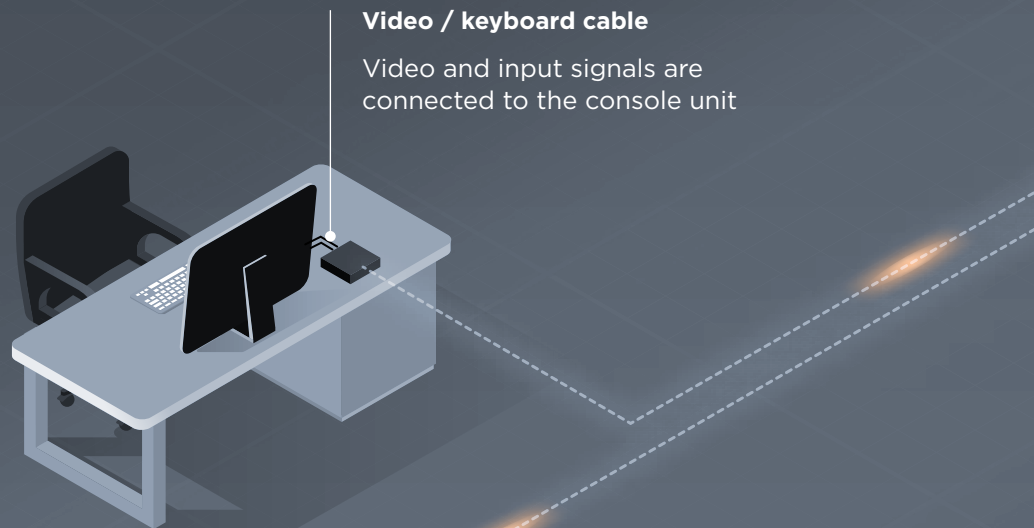 Video / keyboard cable
Video and input signals are
connected to the console unit